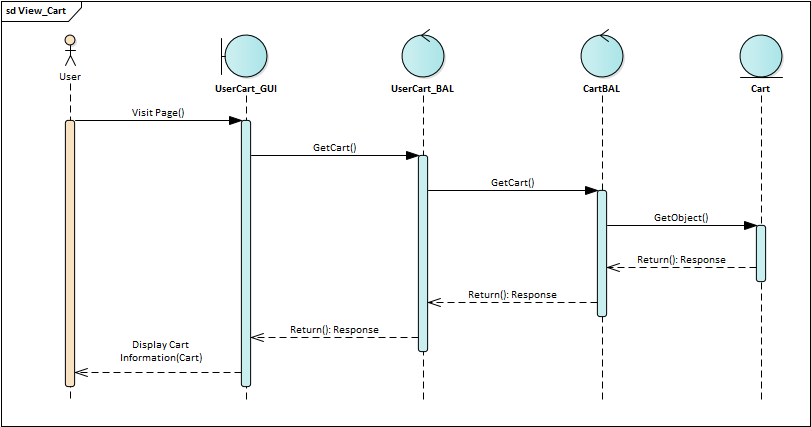 sd View_Cart
User
UserCart_GUI
UserCart_BAL
CartBAL
Cart
Visit Page()
GetCart()
GetCart()
GetObject()
Return(): Response
Return(): Response
Return(): Response
Display Cart
Information(Cart)